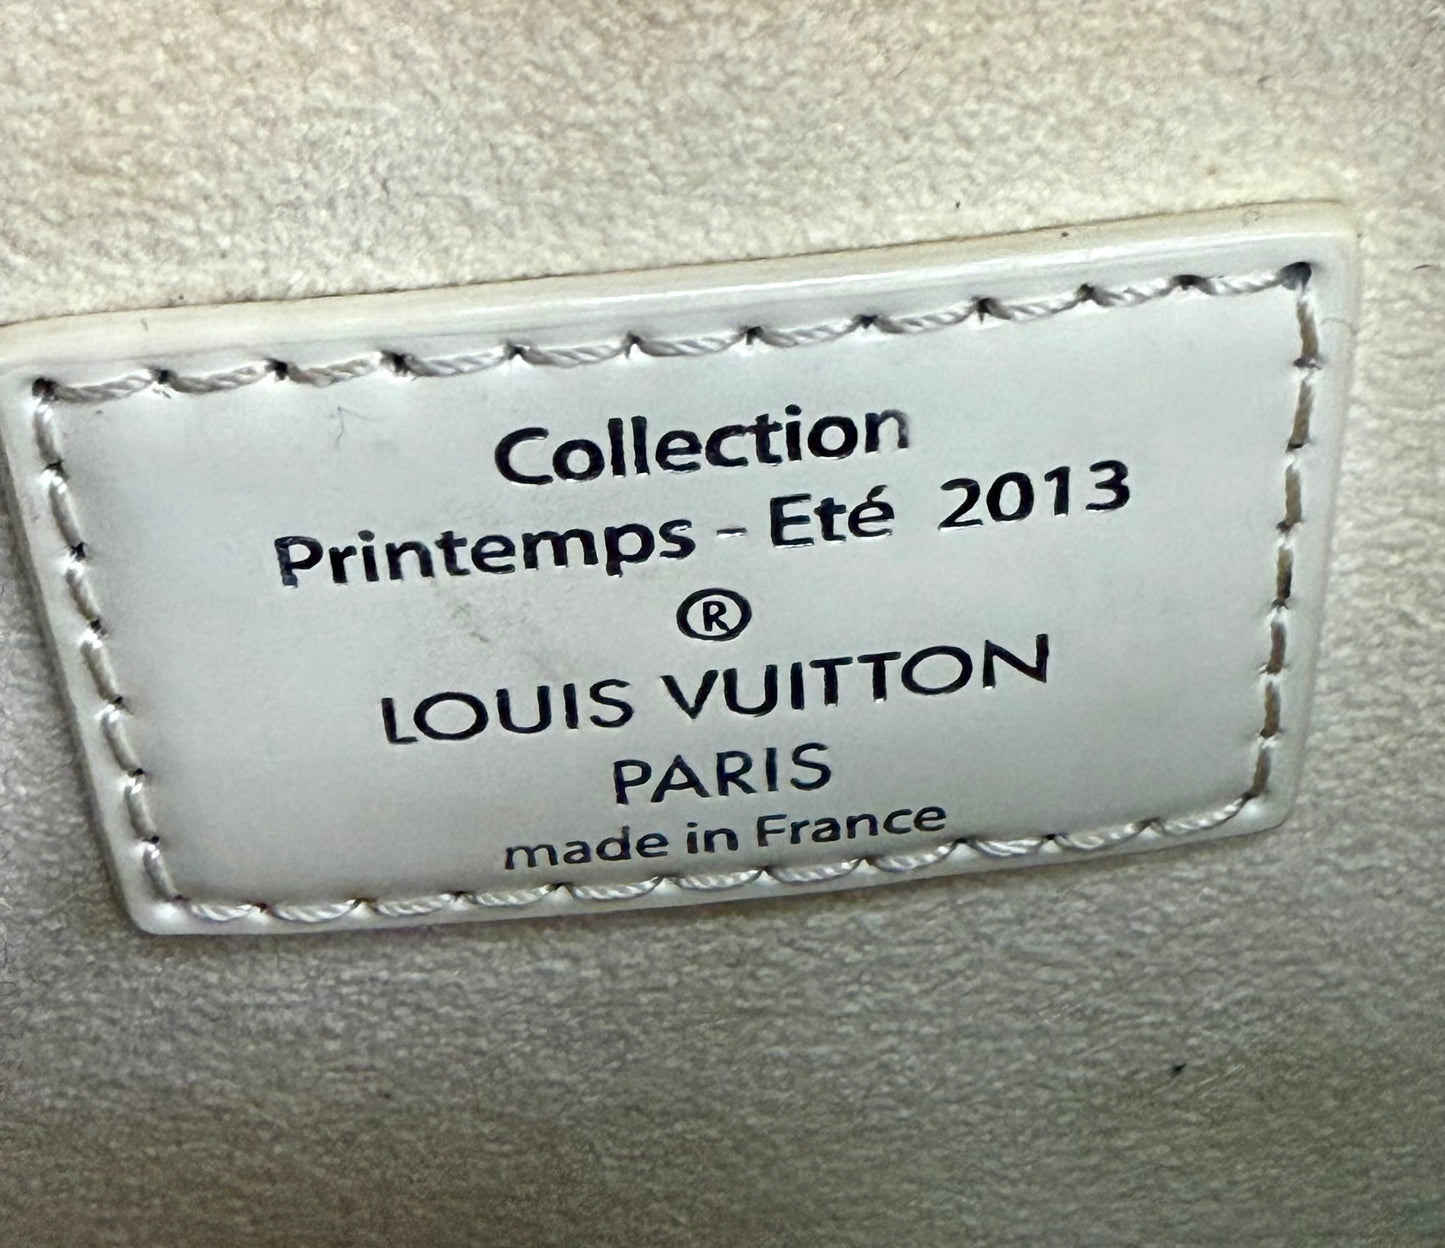 Collection
Printemps - Eté 2013
®
LOUIS VUITTON
PARIS
made in France